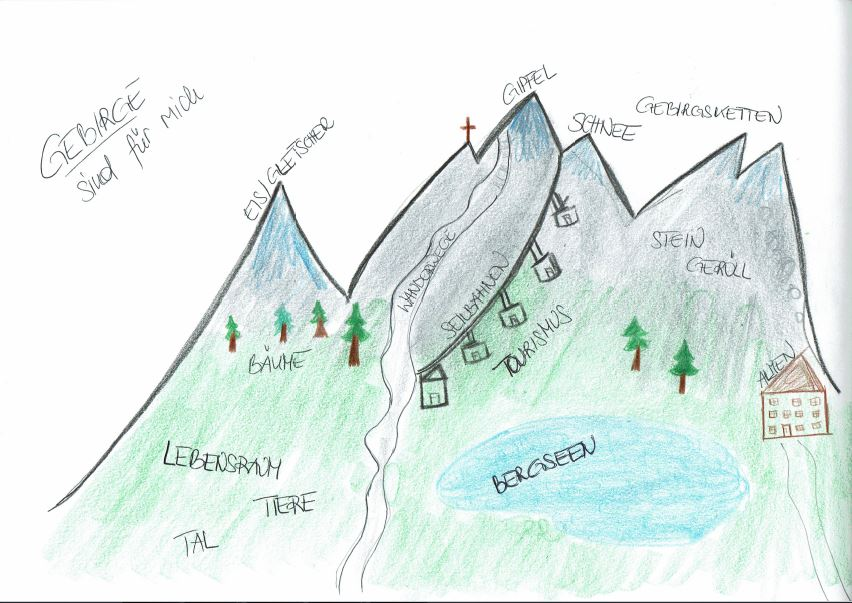 GEBIRGE
sind für mich
GIPFEL
GEBIRGSKETTEN
SCHNEE
EIS/GLETSCHER
WANDERWEGE
STEIN
GERÖLL
SEILBAHNEN
TOURISMUS
BÄUME
ALMEN
LEBENSRAUM
BERGSEEN
TIERE
TAL